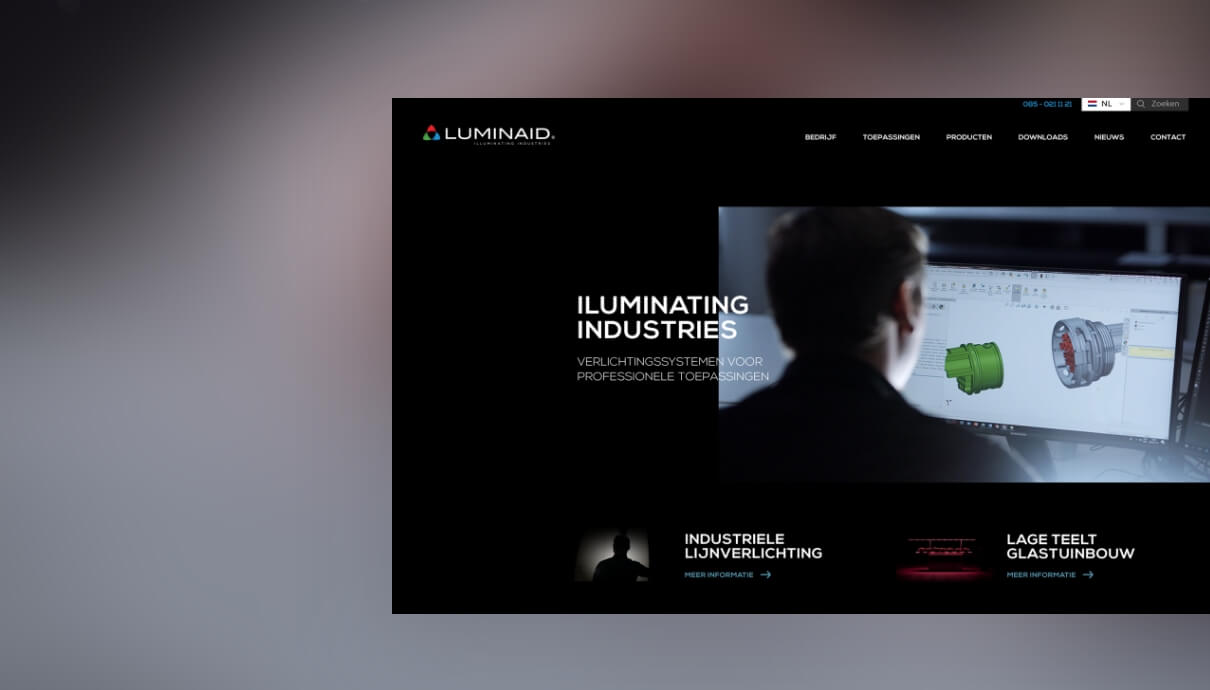 085 - 021 11 21
NL
Zoeken
LUMINAID
ILLUMINATING INDUSTRIES
BEDRIJF
TOEPASSINGEN
PRODUCTEN
DOWNLOADS
NIEUWS
CONTACT
ILUMINATING
INDUSTRIES
VERLICHTINGSSYSTEMEN VOOR
PROFESSIONELE TOEPASSINGEN
INDUSTRIELE
LIJNVERLICHTING
MEER INFORMATIE
LAGE TEELT
GLASTUINBOUW
MEER INFORMATIE